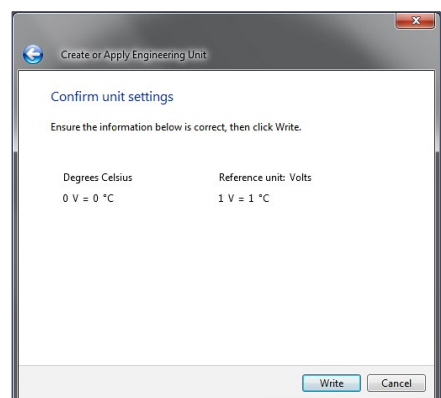 Create or Apply Engineering Unit
Confirm unit settings
Ensure the information below is correct, then click Write.
Degrees Celsius Reference unit: Volts
0 V = 0 °C 1 V = 1 °C
Write Cancel